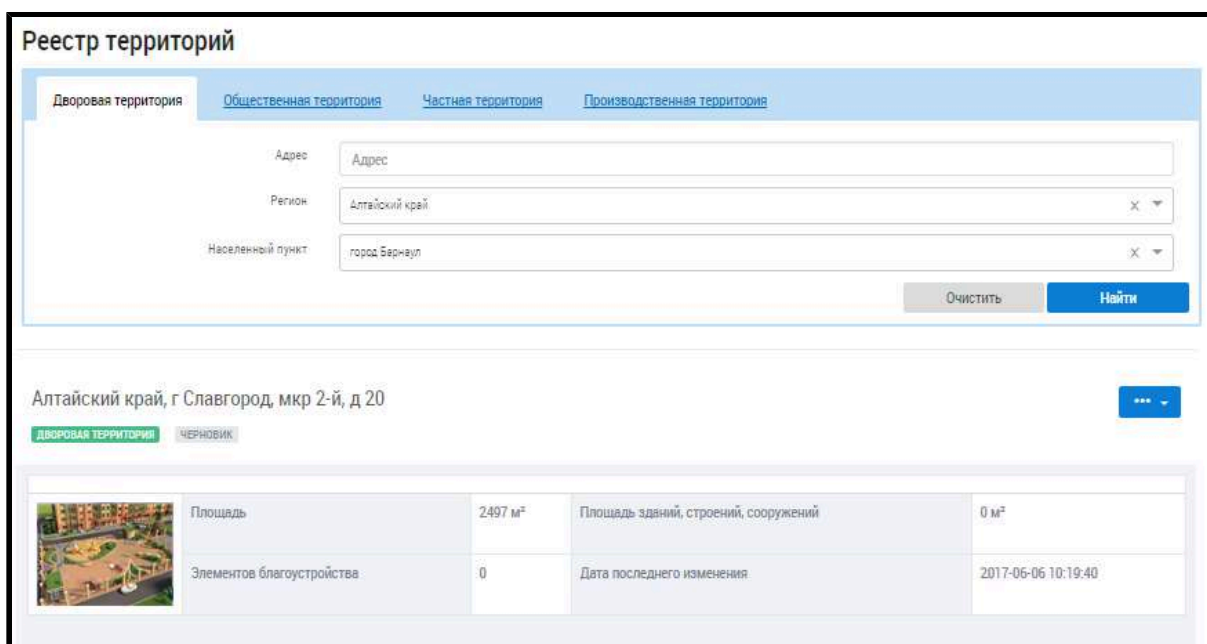 Реестр территорий
Дворовая территория Общественная территория Частная территория Производственная территория
Адрес Адрес
Регион Алтайский край x
Населенный пункт город Барнаул x
Очистить Найти
Алтайский край, г Славгород, мкр 2-й, д 20
ДВОРОВАЯ ТЕРРИТОРИЯ ЧЕРНОВИК
Площадь 2497 м² Площадь зданий, строений, сооружений 0 м²
Элементов благоустройства 0 Дата последнего изменения 2017-06-06 10:19:40